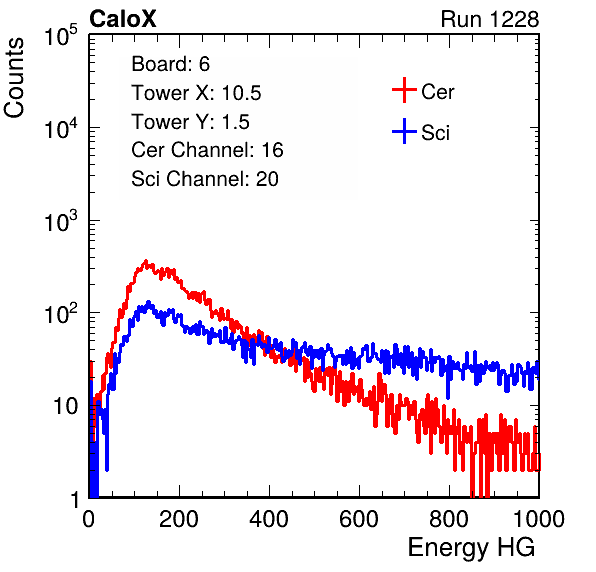 CaloX Run 1228
Counts
10^5
10^4
10^3
10^2
10
1
Board: 6
Tower X: 10.5
Tower Y: 1.5
Cer Channel: 16
Sci Channel: 20
Cer
Sci
0 200 400 600 800 1000
Energy HG